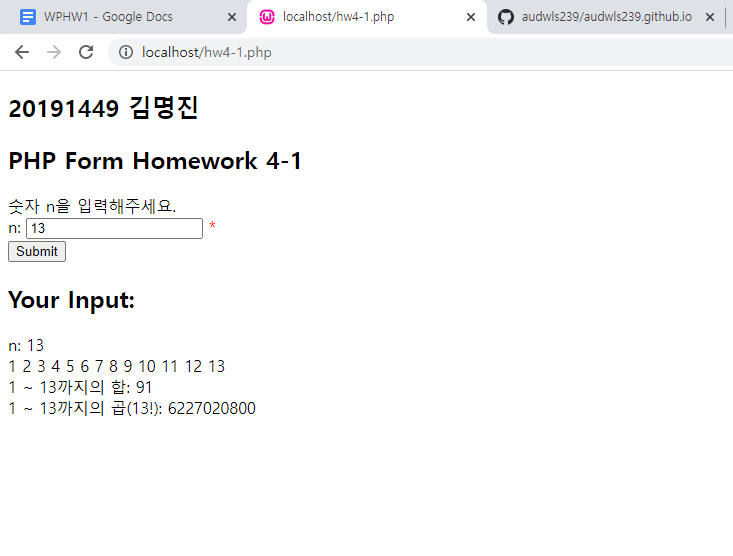 WPHW1 - Google Docs
localhost/hw4-1.php
audwls239/audwls239.github.io
localhost/hw4-1.php
20191449 김명진
PHP Form Homework 4-1
숫자 n을 입력해주세요.
n: 13 *
Submit
Your Input:
n: 13
1 2 3 4 5 6 7 8 9 10 11 12 13
1 ~ 13까지의 합: 91
1 ~ 13까지의 곱(13!): 6227020800